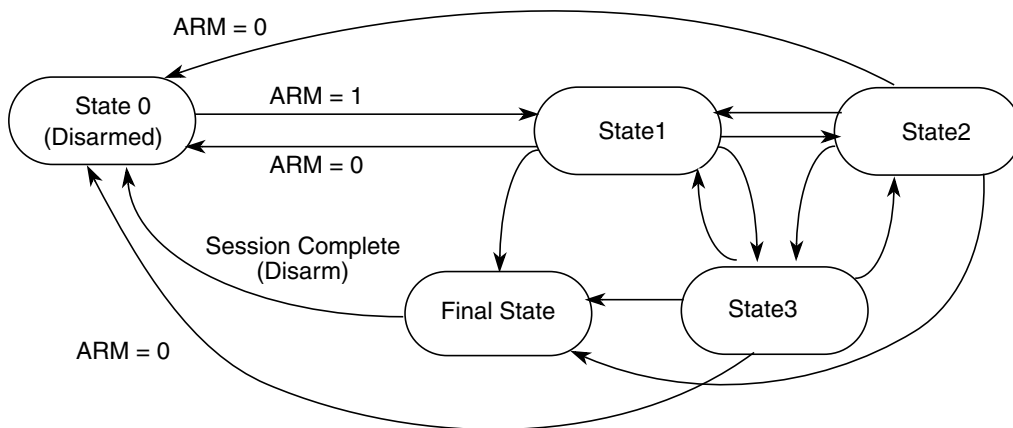 ARM = 0
State 0
(Disarmed)
ARM = 1
State1
State2
ARM = 0
Session Complete
(Disarm)
Final State
State3
ARM = 0